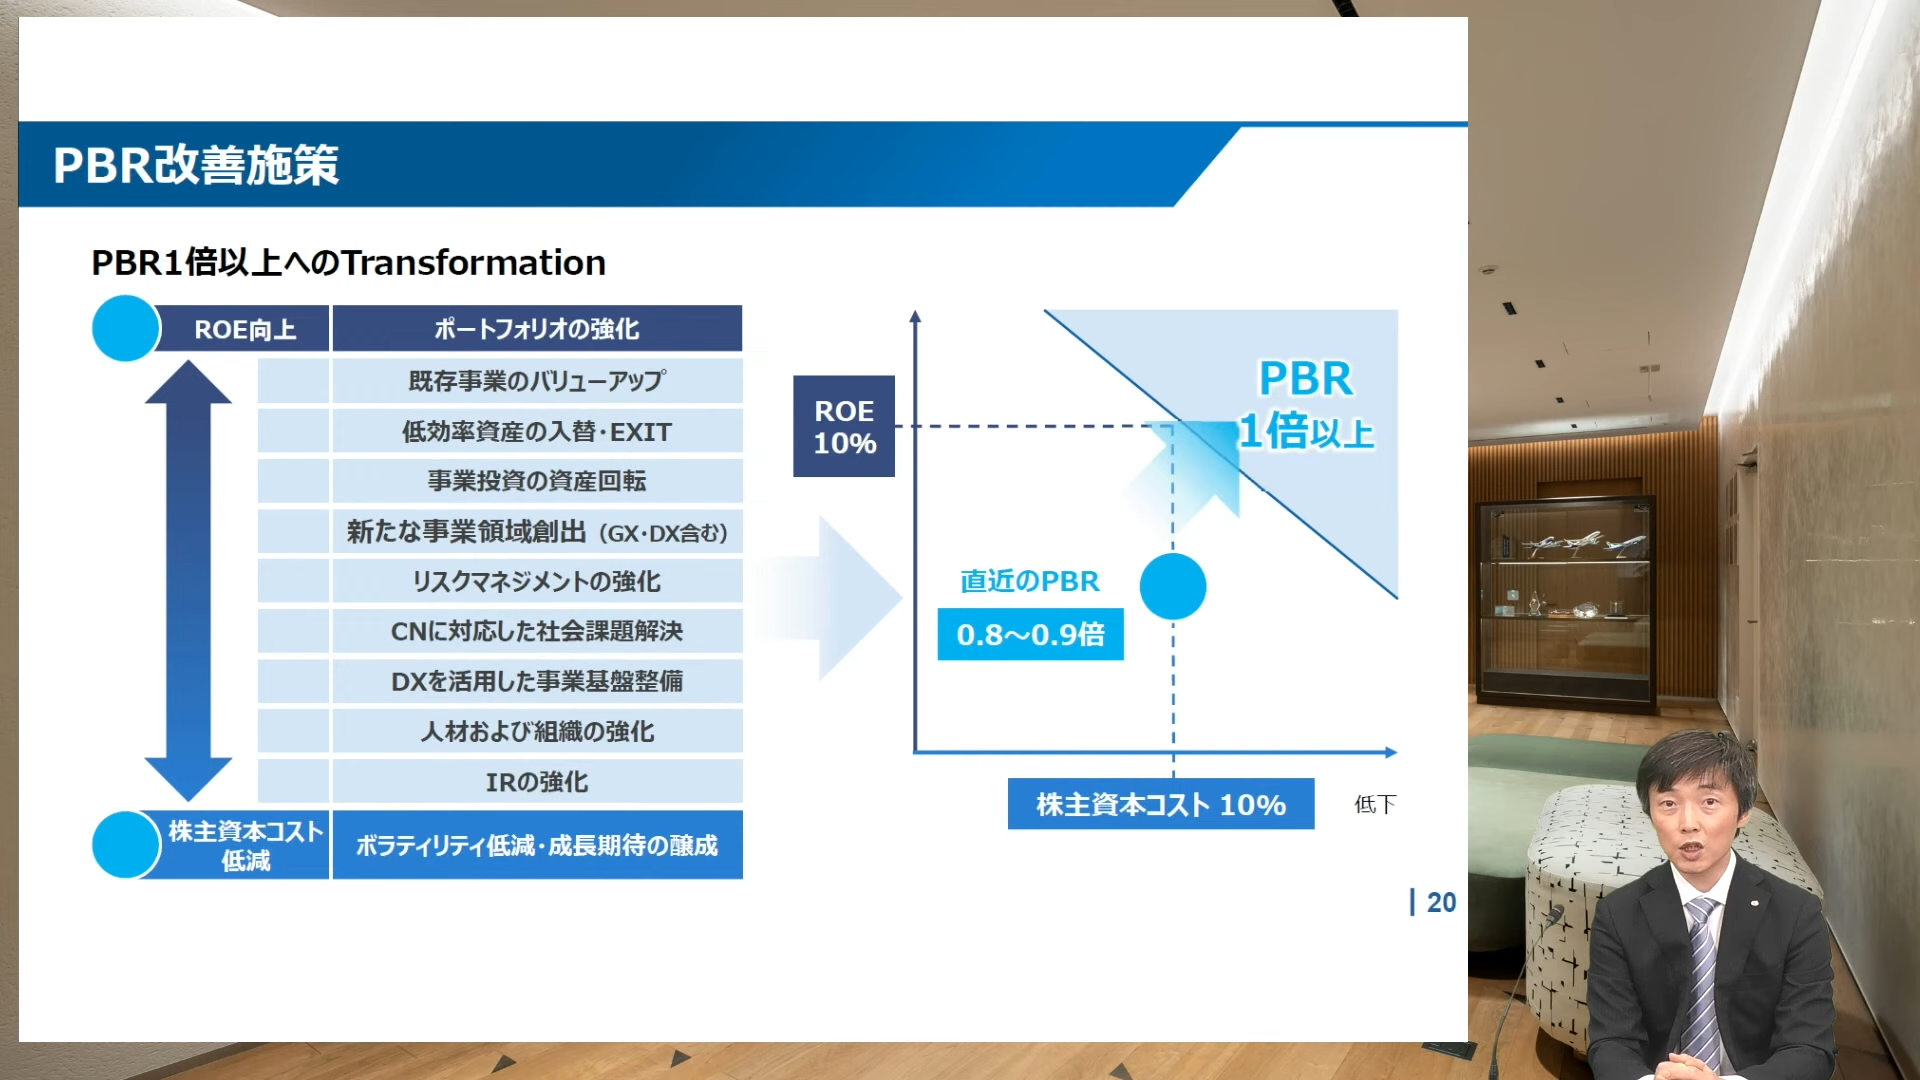 PBR改善施策
PBR1倍以上へのTransformation
ROE向上
ポートフォリオの強化
既存事業のバリューアップ
低効率資産の入替・EXIT
事業投資の資産回転
新たな事業領域創出（GX・DX含む）
リスクマネジメントの強化
CNに対応した社会課題解決
DXを活用した事業基盤整備
人材および組織の強化
IRの強化
株主資本コスト
低減
ボラティリティ低減・成長期待の醸成
ROE
10%
PBR
1倍以上
直近のPBR
0.8～0.9倍
株主資本コスト 10%
低下
20